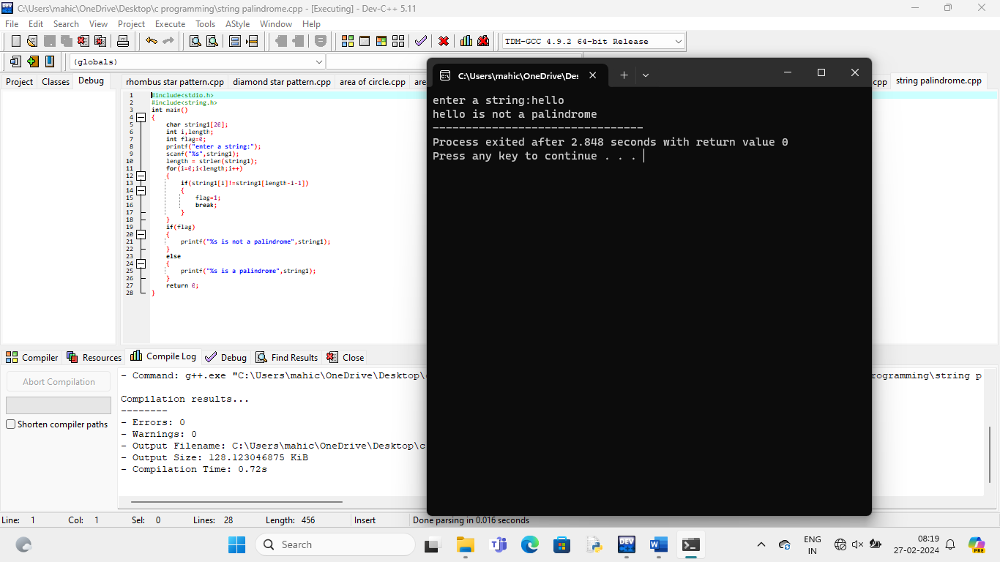 C:\Users\mahic\OneDrive\Desktop\c programming\string palindrome.cpp - [Executing] - Dev-C++ 5.11
File Edit Search View Project Execute Tools AStyle Window Help
TDM-GCC 4.9.2 64-bit Release
(globals)
Project Classes Debug
rhombus star pattern.cpp diamond star pattern.cpp area of circle.cpp are cpp string palindrome.cpp
1 #include<stdio.h>
2 #include<string.h>
3 int main()
4 {
5 char string1[20];
6 int i,length;
7 int flag=0;
8 printf("enter a string:");
9 scanf("%s",string1);
10 length = strlen(string1);
11 for(i=0;i<length;i++)
12 {
13 if(string1[i]!=string1[length-i-1])
14 {
15 flag=1;
16 break;
17 }
18 }
19 if(flag)
20 {
21 printf("%s is not a palindrome",string1);
22 }
23 else
24 {
25 printf("%s is a palindrome",string1);
26 }
27 return 0;
28 }
C:\Users\mahic\OneDrive\Des
enter a string:hello
hello is not a palindrome
--------------------------------
Process exited after 2.848 seconds with return value 0
Press any key to continue . . .
Compiler Resources Compile Log Debug Find Results Close
Abort Compilation
Shorten compiler paths
- Command: g++.exe "C:\Users\mahic\OneDrive\Desktop\ rogramming\string p
Compilation results...
--------
- Errors: 0
- Warnings: 0
- Output Filename: C:\Users\mahic\OneDrive\Desktop\c
- Output Size: 128.123046875 KiB
- Compilation Time: 0.72s
Line: 1 Col: 1 Sel: 0 Lines: 28 Length: 456 Insert Done parsing in 0.016 seconds
Search
DEV
W
PRE
ENG
IN
08:19
27-02-2024